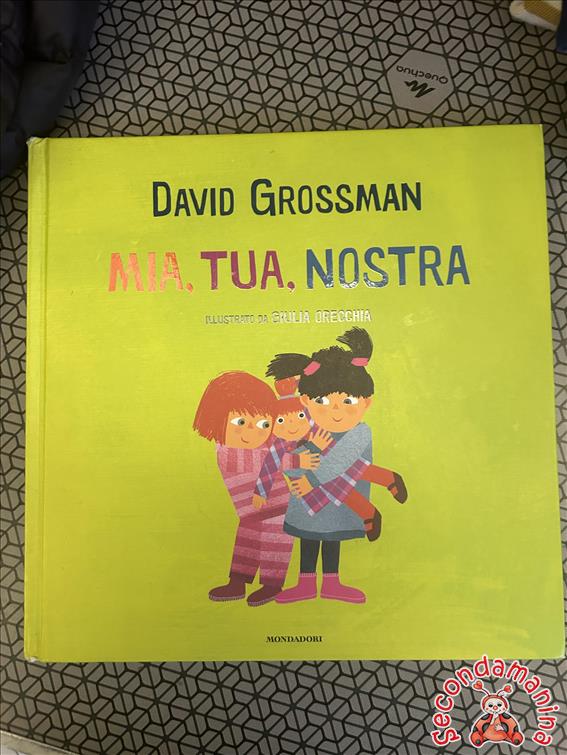 Quechua
DAVID GROSSMAN
MIA, TUA, NOSTRA
ILLUSTRATO DA GIULIA ORECCHIA
MONDADORI
Secondamanina